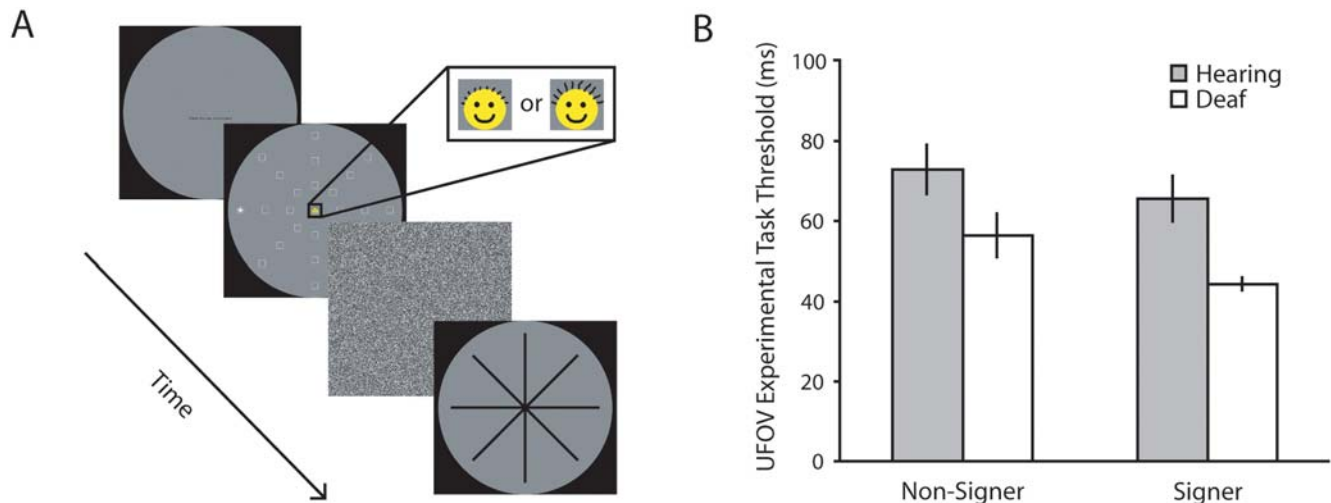 A
or
Time
B
UFOV Experimental Task Threshold (ms)
100
80
60
40
20
0
Hearing
Deaf
Non-Signer
Signer